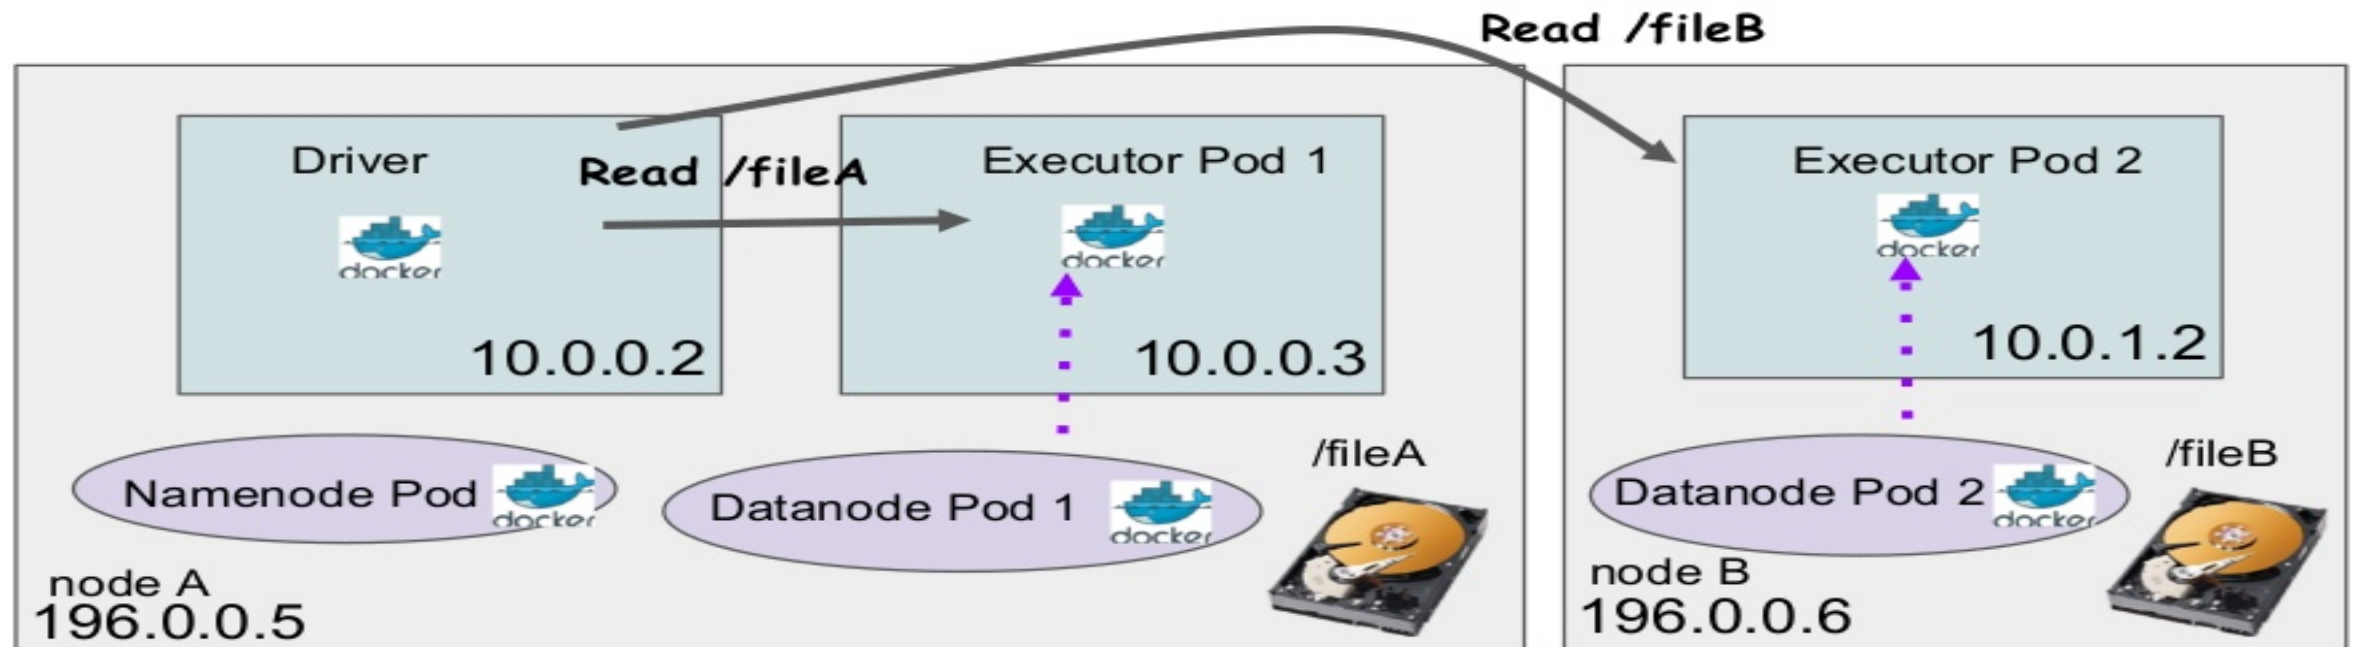 Read /fileB
Driver
Read /fileA
Executor Pod 1
Executor Pod 2
docker
docker
docker
10.0.0.2
10.0.0.3
10.0.1.2
/fileA
/fileB
Namenode Pod
docker
Datanode Pod 1
docker
Datanode Pod 2
docker
node A
196.0.0.5
node B
196.0.0.6